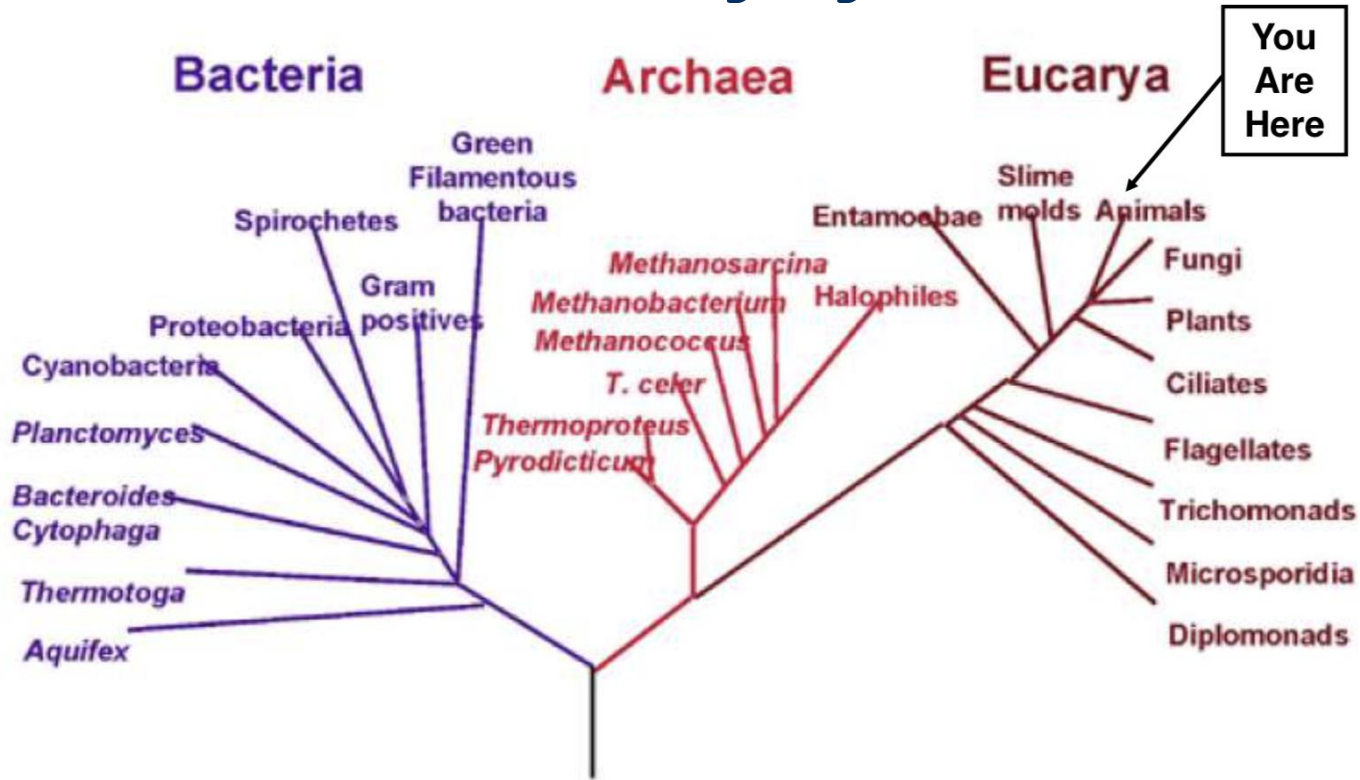 Bacteria
Archaea
Eucarya
You
Are
Here
Green
Filamentous
bacteria
Spirochetes
Gram
positives
Proteobacteria
Cyanobacteria
Planctomyces
Bacteroides
Cytophaga
Thermotoga
Aquifex
Methanosarcina
Methanobacterium
Halophiles
Methanococcus
T. celer
Thermoproteus
Pyrodicticum
Entamoebae
Slime
molds
Animals
Fungi
Plants
Ciliates
Flagellates
Trichomonads
Microsporidia
Diplomonads